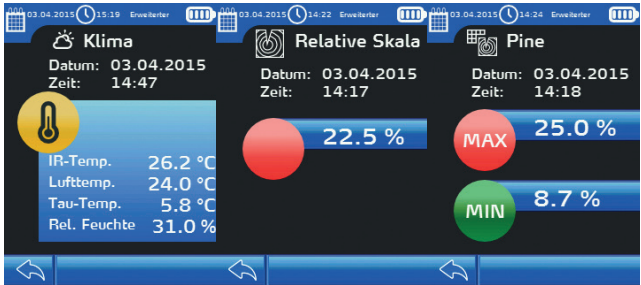 03.04.2015 15:19 Erweiterter
Klima
Datum: 03.04.2015
Zeit: 14:47
IR-Temp. 26.2 °C
Lufttemp. 24.0 °C
Tau-Temp. 5.8 °C
Rel. Feuchte 31.0 %
03.04.2015 14:22 Erweiterter
Relative Skala
Datum: 03.04.2015
Zeit: 14:17
22.5 %
03.04.2015 14:24 Erweiterter
Pine
Datum: 03.04.2015
Zeit: 14:18
MAX 25.0 %
MIN 8.7 %